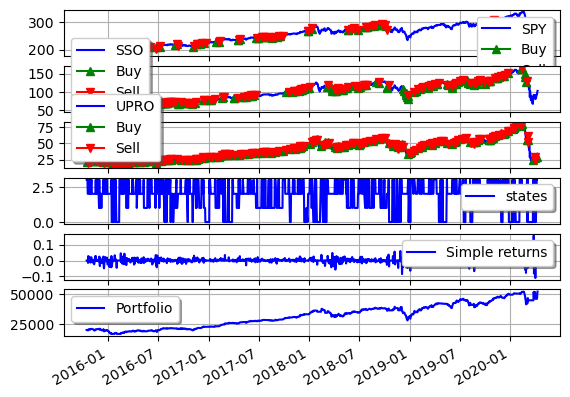 300
200
SPY
Buy
SSO
Buy
Sell
150
100
50
UPRO
Buy
Sell
75
50
25
2.5
0.0
states
0.1
0.0
−0.1
Simple returns
50000
25000
Portfolio
2016-01
2016-07
2017-01
2017-07
2018-01
2018-07
2019-01
2019-07
2020-01